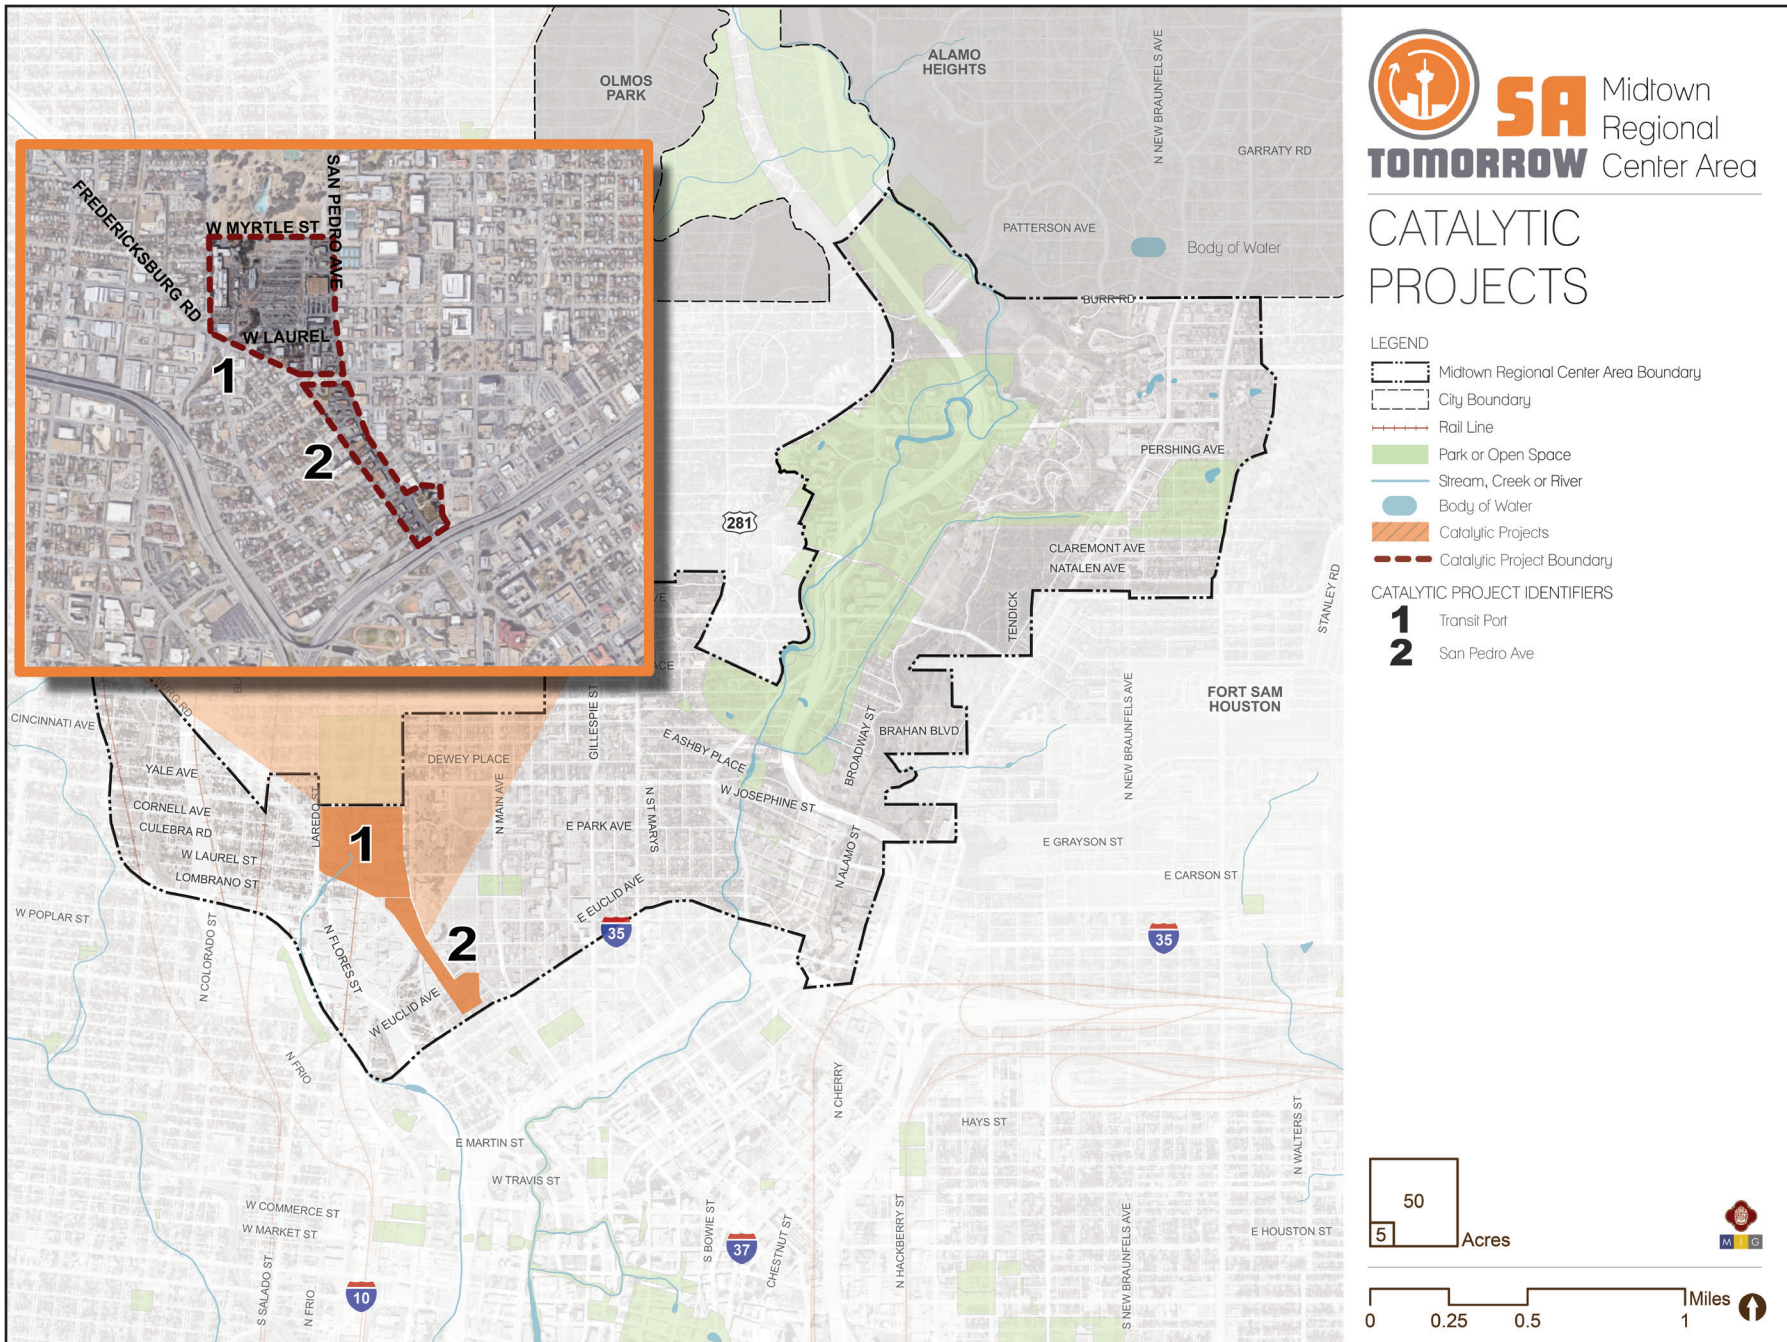 OLMOS
PARK
ALAMO
HEIGHTS
N NEW BRAUNFELS AVE
GARRATY RD
PATTERSON AVE
Body of Water
BURR RD
SAN PEDRO AVE
FREDERICKSBURG RD
W MYRTLE ST
W LAUREL
1
2
281
PERSHING AVE
CLAREMONT AVE
NATALEN AVE
TENDICK
STANLEY RD
FORT SAM
HOUSTON
N NEW BRAUNFELS AVE
BRAHAN BLVD
BROADWAY ST
GILLESPIE ST
E ASHBY PLACE
CINCINNATI AVE
DEWEY PLACE
YALE AVE
CORNELL AVE
CULEBRA RD
W LAUREL ST
LOMBRANO ST
LAREDO ST
N MAIN AVE
W JOSEPHINE ST
E PARK AVE
N ST MARYS
N ALAMO ST
E GRAYSON ST
E CARSON ST
1
2
W POPLAR ST
N COLORADO ST
N FLORES ST
E EUCLID AVE
35
35
W EUCLID AVE
N FRIO
N CHERRY
HAYS ST
E MARTIN ST
W TRAVIS ST
N WALTERS ST
W COMMERCE ST
W MARKET ST
S SALADO ST
N FRIO
10
S BOWIE ST
37
CHESTNUT ST
N HACKBERRY ST
S NEW BRAUNFELS AVE
E HOUSTON ST
SA
TOMORROW
Midtown
Regional
Center Area
CATALYTIC
PROJECTS
LEGEND
Midtown Regional Center Area Boundary
City Boundary
Rail Line
Park or Open Space
Stream, Creek or River
Body of Water
Catalytic Projects
Catalytic Project Boundary
CATALYTIC PROJECT IDENTIFIERS
1 Transit Port
2 San Pedro Ave
50
5
Acres
M I G
Miles
0 0.25 0.5 1